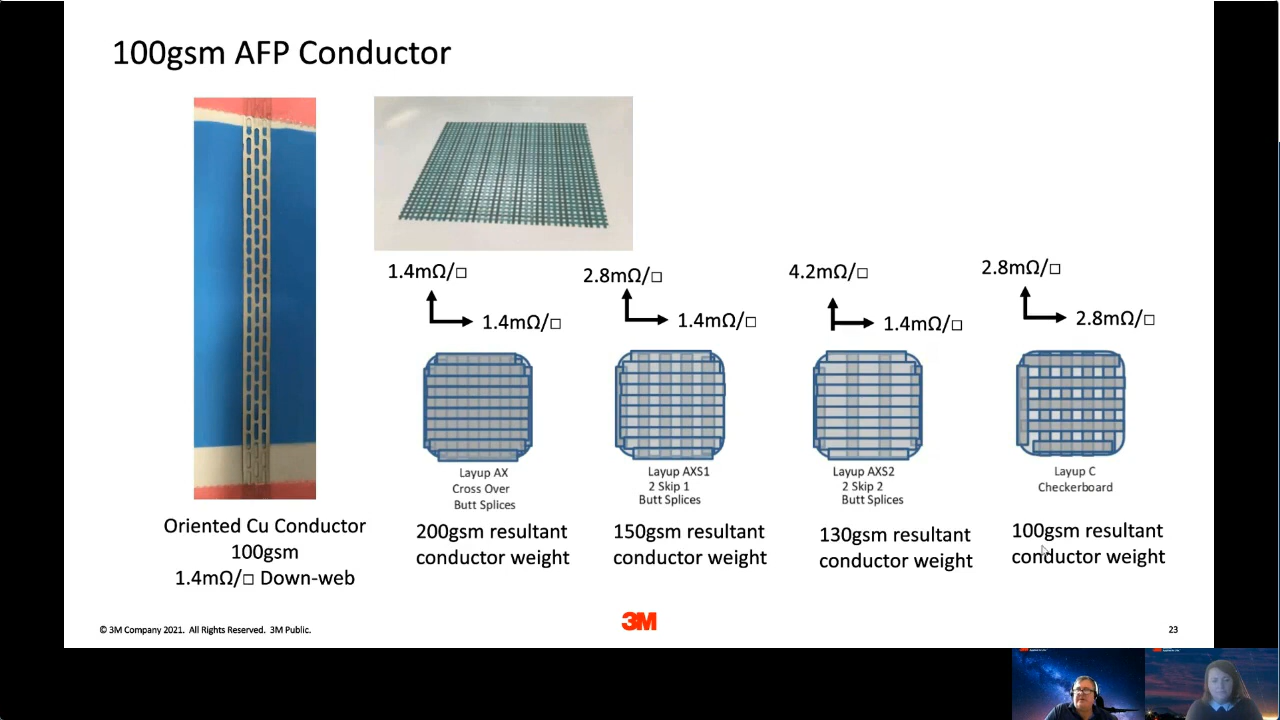 100gsm AFP Conductor
1.4mΩ/□
1.4mΩ/□
2.8mΩ/□
1.4mΩ/□
4.2mΩ/□
1.4mΩ/□
2.8mΩ/□
2.8mΩ/□
Oriented Cu Conductor
100gsm
1.4mΩ/□ Down-web
Layup AX
Cross Over
Butt Splices
200gsm resultant
conductor weight
Layup AXS1
2 Skip 1
Butt Splices
150gsm resultant
conductor weight
Layup AXS2
2 Skip 2
Butt Splices
130gsm resultant
conductor weight
Layup C
Checkerboard
100gsm resultant
conductor weight
© 3M Company 2021. All Rights Reserved. 3M Public.
3M
23